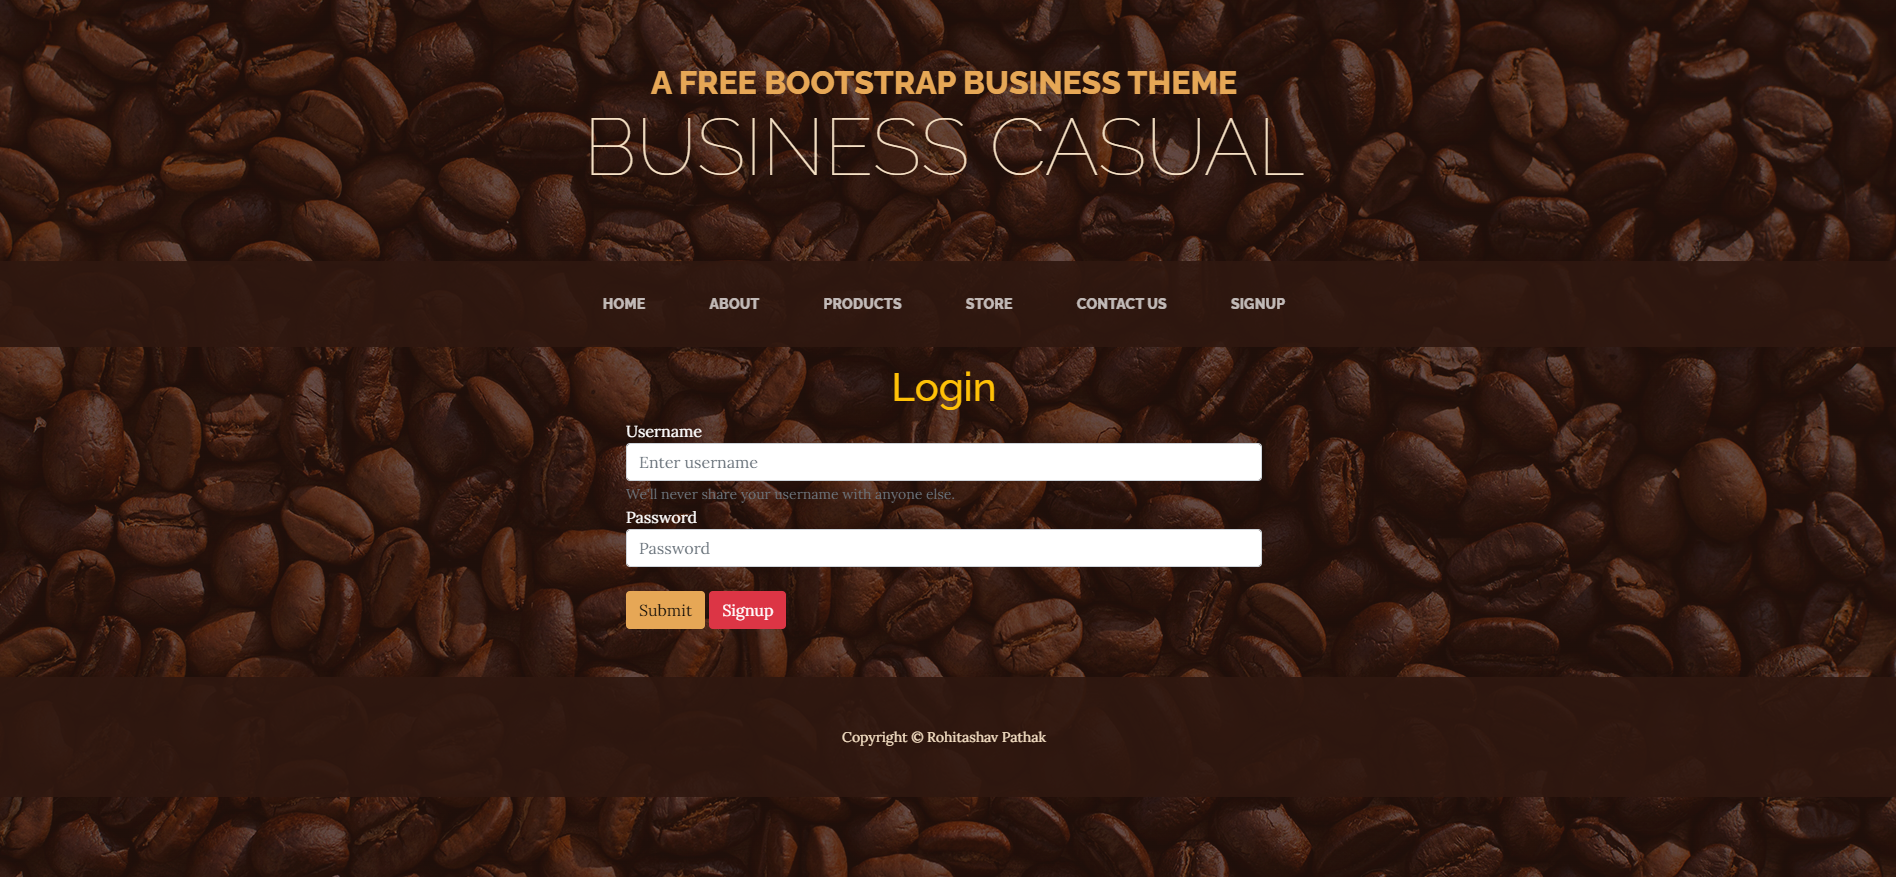 A FREE BOOTSTRAP BUSINESS THEME
BUSINESS CASUAL
HOME ABOUT PRODUCTS STORE CONTACT US SIGNUP
Login
Username
Enter username
We'll never share your username with anyone else.
Password
Password
Submit Signup
Copyright © Rohitashav Pathak